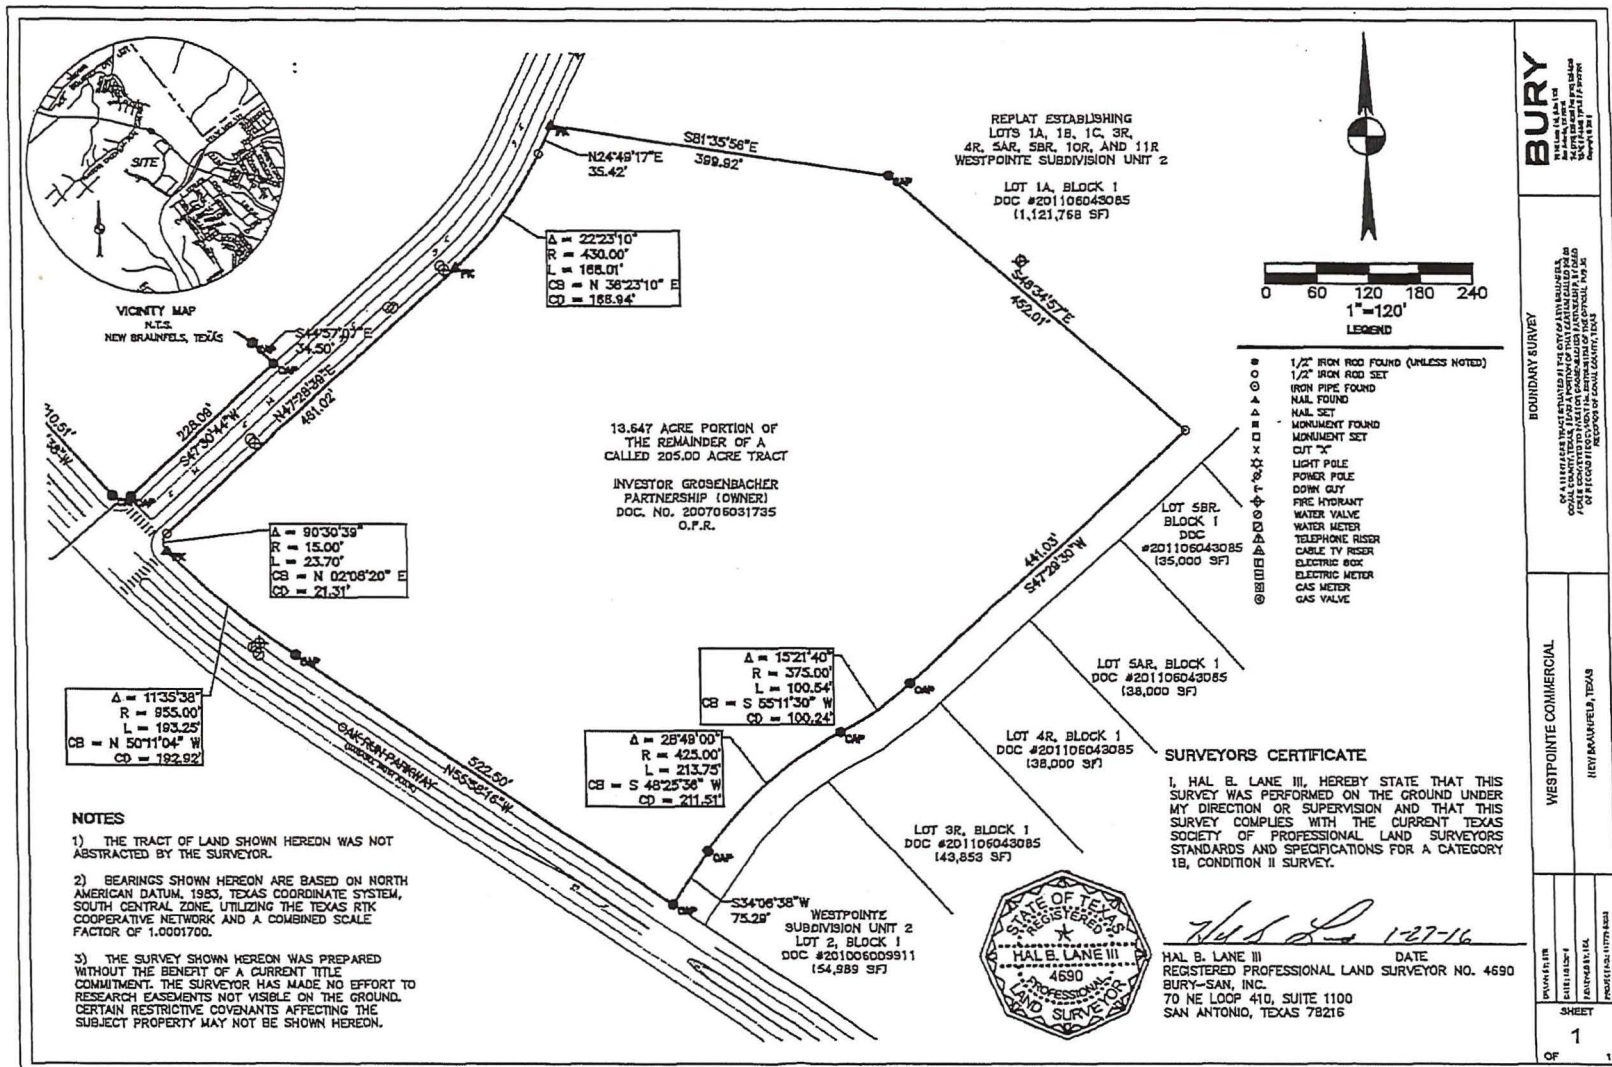 VICINITY MAP
N.T.S.
NEW BRAUNFELS, TEXAS
SITE
S81°35'56"E
399.92'
N24°49'17"E
35.42'
PK
CAP
Δ = 22°23'10"
R = 430.00'
L = 168.01'
CB = N 36°23'10" E
CD = 166.94'
PK
S44°57'07"E
34.50'
CAP
CAP
228.09'
S47°30'44"W
N47°28'39"E
481.02'
CAP
PK
Δ = 90°30'39"
R = 15.00'
L = 23.70'
CB = N 02°08'20" E
CD = 21.31'
Δ = 11°35'38"
R = 955.00'
L = 193.25'
CB = N 50°11'04" W
CD = 192.92'
CAP
OAK RUN PARKWAY
522.50'
N55°58'16"W
13.647 ACRE PORTION OF
THE REMAINDER OF A
CALLED 205.00 ACRE TRACT
INVESTOR GROSENBACHER
PARTNERSHIP (OWNER)
DOC. NO. 200706031735
O.P.R.
REPLAT ESTABLISHING
LOTS 1A, 1B, 1C, 3R,
4R, 5AR, 5BR, 10R, AND 11R
WESTPOINTE SUBDIVISION UNIT 2
LOT 1A, BLOCK 1
DOC #201106043085
(1,121,768 SF)
S48°34'57"E
452.01'
441.03'
S47°29'30"W
Δ = 15°21'40"
R = 375.00'
L = 100.54'
CB = S 55°11'30" W
CD = 100.24'
Δ = 28°49'00"
R = 425.00'
L = 213.75'
CB = S 48°25'36" W
CD = 211.51'
CAP
CAP
CAP
CAP
S34°06'38"W
75.29'
LOT 5BR,
BLOCK 1
DOC
#201106043085
(35,000 SF)
LOT 5AR, BLOCK 1
DOC #201106043085
(38,000 SF)
LOT 4R, BLOCK 1
DOC #201106043085
(38,000 SF)
LOT 3R, BLOCK 1
DOC #201106043085
(43,853 SF)
WESTPOINTE
SUBDIVISION UNIT 2
LOT 2, BLOCK 1
DOC #201006009911
(54,989 SF)
0 60 120 180 240
1"=120'
LEGEND
1/2" IRON ROD FOUND (UNLESS NOTED)
1/2" IRON ROD SET
IRON PIPE FOUND
NAIL FOUND
NAIL SET
MONUMENT FOUND
MONUMENT SET
CUT "X"
LIGHT POLE
POWER POLE
DOWN GUY
FIRE HYDRANT
WATER VALVE
WATER METER
TELEPHONE RISER
CABLE TV RISER
ELECTRIC BOX
ELECTRIC METER
GAS METER
GAS VALVE
NOTES
1) THE TRACT OF LAND SHOWN HEREON WAS NOT
ABSTRACTED BY THE SURVEYOR.
2) BEARINGS SHOWN HEREON ARE BASED ON NORTH
AMERICAN DATUM, 1983, TEXAS COORDINATE SYSTEM,
SOUTH CENTRAL ZONE, UTILIZING THE TEXAS RTK
COOPERATIVE NETWORK AND A COMBINED SCALE
FACTOR OF 1.0001700.
3) THE SURVEY SHOWN HEREON WAS PREPARED
WITHOUT THE BENEFIT OF A CURRENT TITLE
COMMITMENT. THE SURVEYOR HAS MADE NO EFFORT TO
RESEARCH EASEMENTS NOT VISIBLE ON THE GROUND.
CERTAIN RESTRICTIVE COVENANTS AFFECTING THE
SUBJECT PROPERTY MAY NOT BE SHOWN HEREON.
SURVEYORS CERTIFICATE
I, HAL B. LANE III, HEREBY STATE THAT THIS
SURVEY WAS PERFORMED ON THE GROUND UNDER
MY DIRECTION OR SUPERVISION AND THAT THIS
SURVEY COMPLIES WITH THE CURRENT TEXAS
SOCIETY OF PROFESSIONAL LAND SURVEYORS
STANDARDS AND SPECIFICATIONS FOR A CATEGORY
1B, CONDITION II SURVEY.
1-27-16
HAL B. LANE III DATE
REGISTERED PROFESSIONAL LAND SURVEYOR NO. 4690
BURY-SAN, INC.
70 NE LOOP 410, SUITE 1100
SAN ANTONIO, TEXAS 78216
STATE OF TEXAS
REGISTERED
HAL B. LANE III
4690
PROFESSIONAL
LAND SURVEYOR
BURY
BOUNDARY SURVEY
WESTPOINTE COMMERCIAL
NEW BRAUNFELS, TEXAS
SHEET
1
OF 1